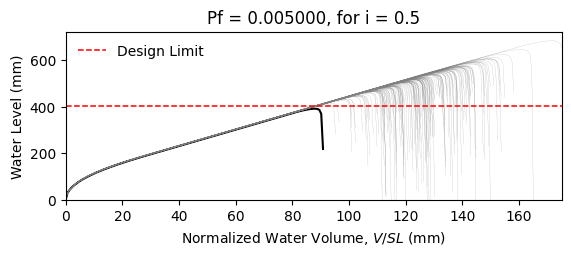 Pf = 0.005000, for i = 0.5
Water Level (mm)
600
400
200
0
Design Limit
0 20 40 60 80 100 120 140 160
Normalized Water Volume, V/SL (mm)